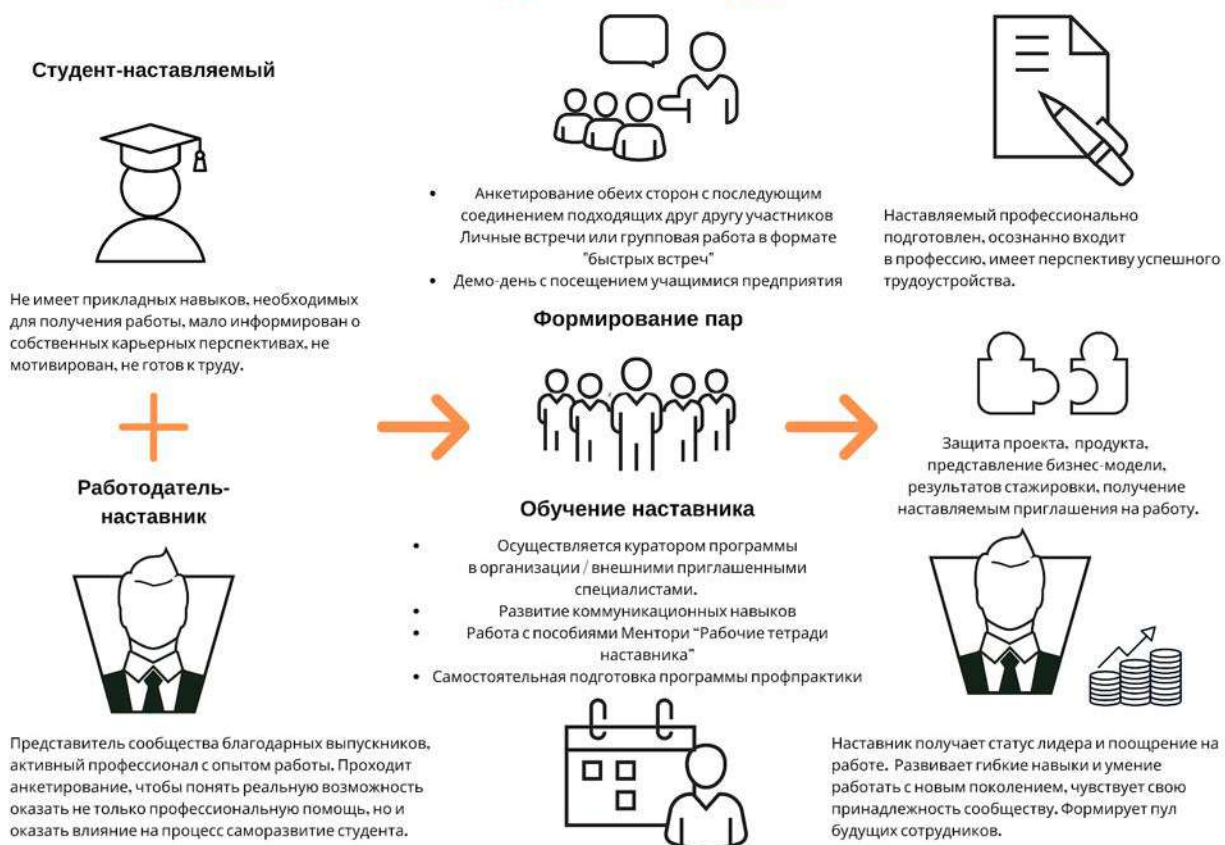 Студент-наставляемый
Не имеет прикладных навыков, необходимых
для получения работы, мало информирован о
собственных карьерных перспективах, не
мотивирован, не готов к труду.
Работодатель-
наставник
Представитель сообщества благодарных выпускников,
активный профессионал с опытом работы. Проходит
анкетирование, чтобы понять реальную возможность
оказать не только профессиональную помощь, но и
оказать влияние на процесс саморазвитие студента.
• Анкетирование обеих сторон с последующим
соединением подходящих друг другу участников
Личные встречи или групповая работа в формате
"быстрых встреч"
• Демо-день с посещением учащимися предприятия
Формирование пар
Обучение наставника
• Осуществляется куратором программы
в организации / внешними приглашенными
специалистами.
• Развитие коммуникационных навыков
• Работа с пособиями Ментори “Рабочие тетради
наставника”
• Самостоятельная подготовка программы профпрактики
Наставляемый профессионально
подготовлен, осознанно входит
в профессию, имеет перспективу успешного
трудоустройства.
Защита проекта, продукта,
представление бизнес-модели,
результатов стажировки, получение
наставляемым приглашения на работу.
Наставник получает статус лидера и поощрение на
работе. Развивает гибкие навыки и умение
работать с новым поколением, чувствует свою
принадлежность сообществу. Формирует пул
будущих сотрудников.